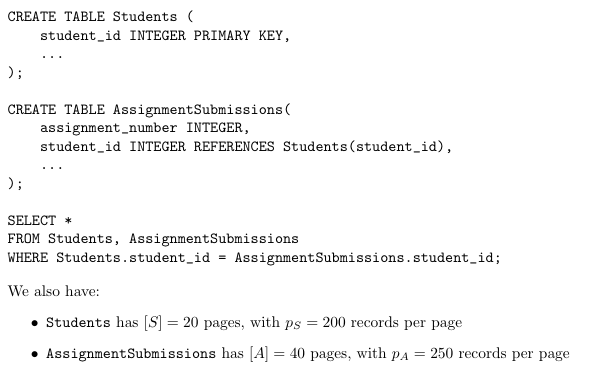 CREATE TABLE Students (
    student_id INTEGER PRIMARY KEY,
    ...
);
CREATE TABLE AssignmentSubmissions(
    assignment_number INTEGER,
    student_id INTEGER REFERENCES Students(student_id),
    ...
);
SELECT *
FROM Students, AssignmentSubmissions
WHERE Students.student_id = AssignmentSubmissions.student_id;
We also have:
• Students has [S] = 20 pages, with p_S = 200 records per page
• AssignmentSubmissions has [A] = 40 pages, with p_A = 250 records per page